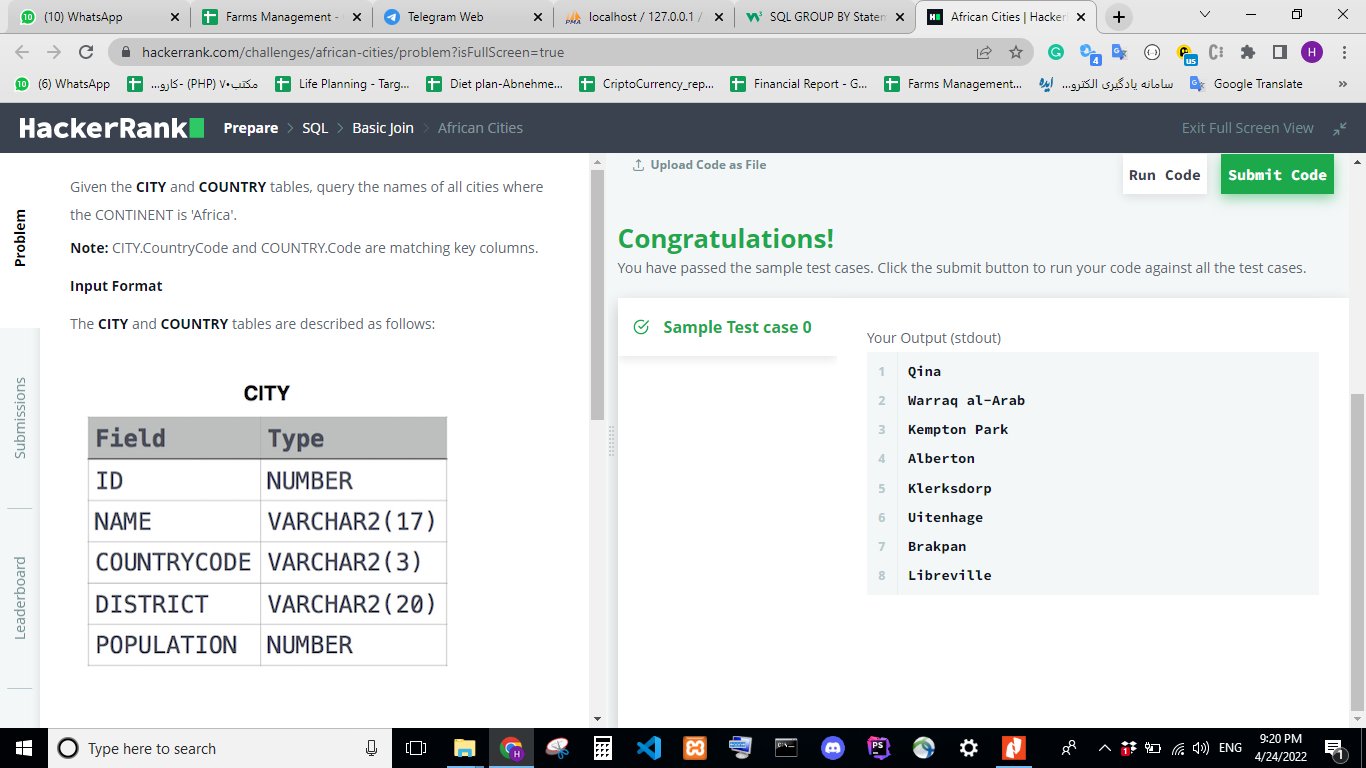 (10) WhatsApp
Farms Management -
Telegram Web
localhost / 127.0.0.1 /
SQL GROUP BY Statem
African Cities | Hackerr
hackerrank.com/challenges/african-cities/problem?isFullScreen=true
4
us
H
(6) WhatsApp
مکتب۷۰ (PHP) -کارو...
Life Planning - Targ...
Diet plan-Abnehme...
CriptoCurrency_rep...
Financial Report - G...
Farms Management...
سامانه یادگیری الکترو...
Google Translate
»
HackerRank
Prepare > SQL > Basic Join > African Cities
Exit Full Screen View
Problem
Submissions
Leaderboard
Given the CITY and COUNTRY tables, query the names of all cities where
the CONTINENT is 'Africa'.
Note: CITY.CountryCode and COUNTRY.Code are matching key columns.
Input Format
The CITY and COUNTRY tables are described as follows:
CITY
Field Type
ID NUMBER
NAME VARCHAR2(17)
COUNTRYCODE VARCHAR2(3)
DISTRICT VARCHAR2(20)
POPULATION NUMBER
Upload Code as File
Run Code
Submit Code
Congratulations!
You have passed the sample test cases. Click the submit button to run your code against all the test cases.
Sample Test case 0
Your Output (stdout)
1 Qina
2 Warraq al-Arab
3 Kempton Park
4 Alberton
5 Klerksdorp
6 Uitenhage
7 Brakpan
8 Libreville
Type here to search
ENG
9:20 PM
4/24/2022
1